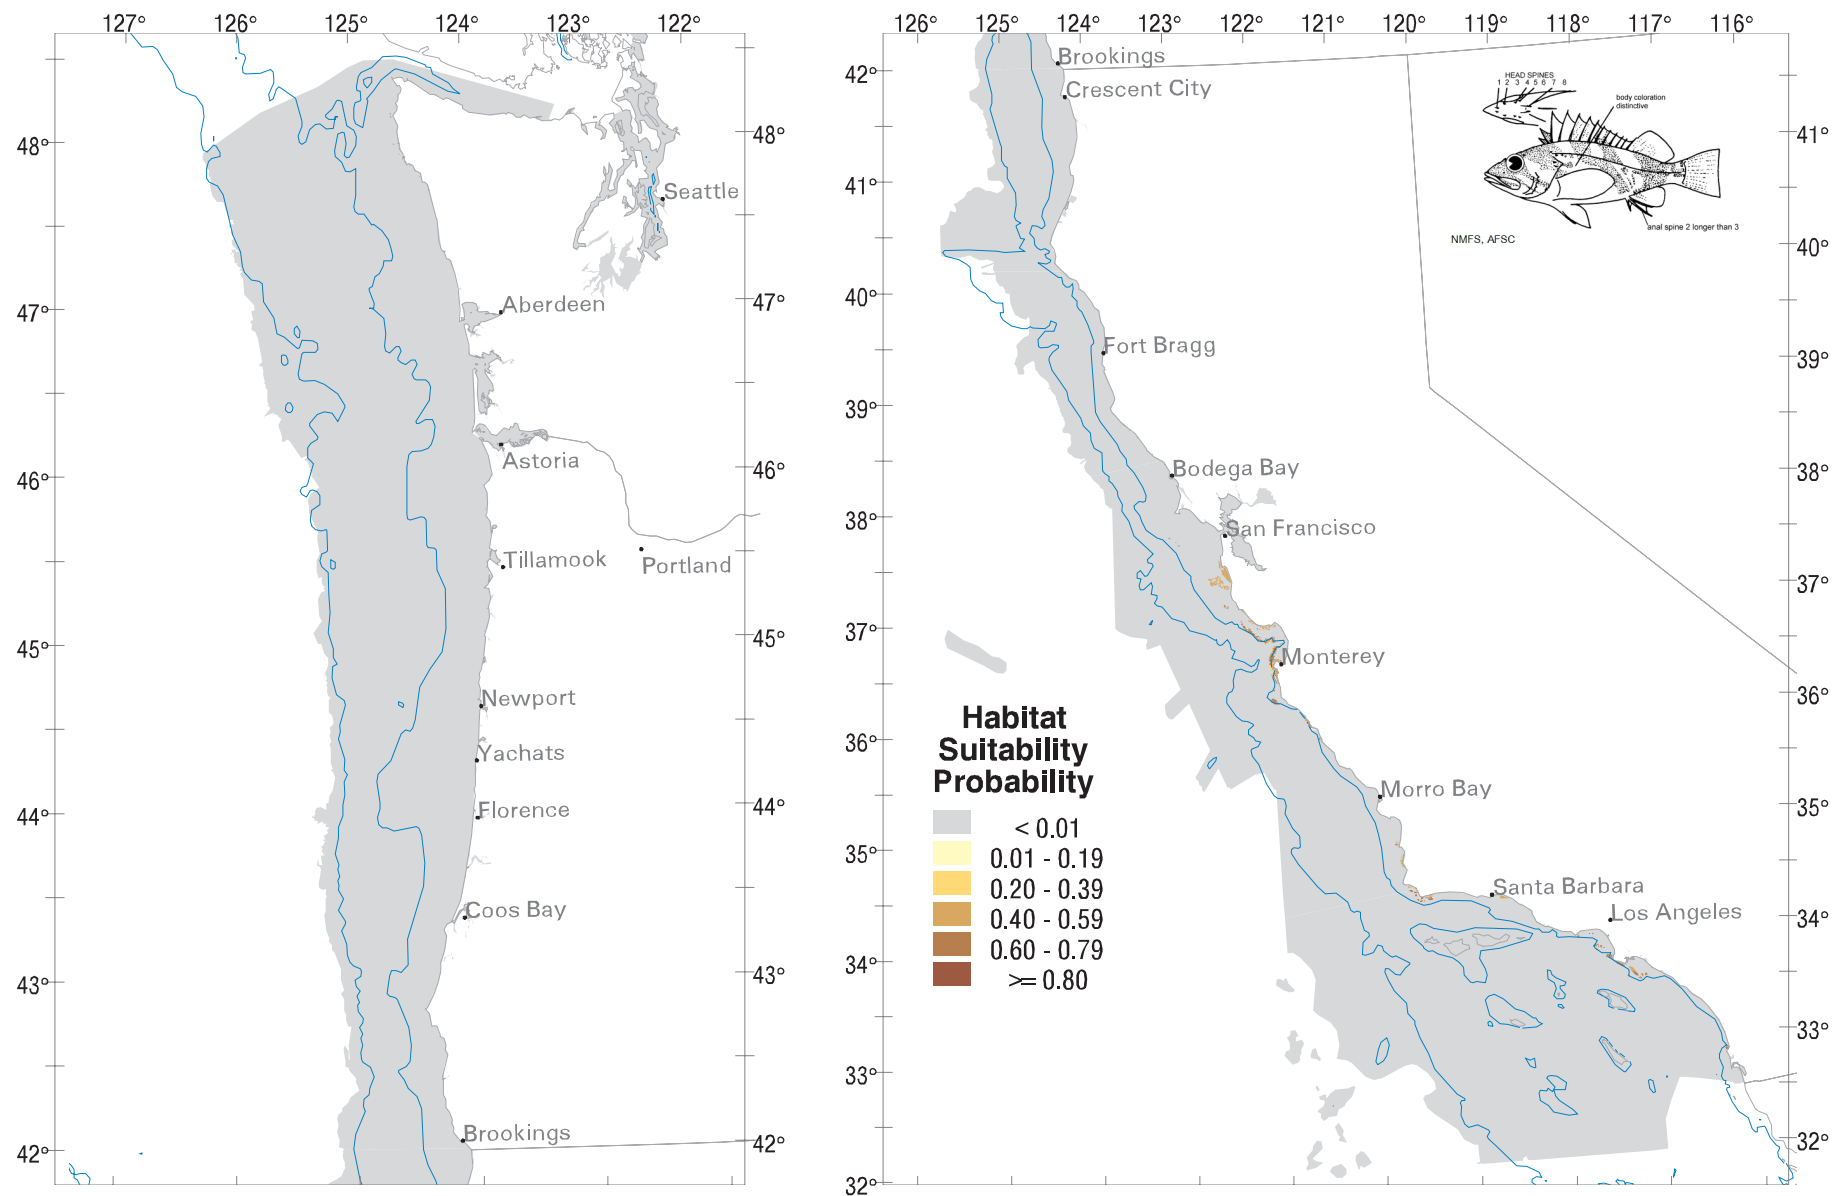 127° 126° 125° 124° 123° 122°
48° 48°
Seattle
47° 47°
Aberdeen
46° 46°
Astoria
Tillamook
Portland
45° 45°
Newport
Yachats
44° 44°
Florence
Coos Bay
43° 43°
Brookings
42° 42°
126° 125° 124° 123° 122° 121° 120° 119° 118° 117° 116°
Brookings
42°
Crescent City
41° 41°
40° 40°
Fort Bragg
39° 39°
Bodega Bay
38° 38°
San Francisco
37° 37°
Monterey
36° 36°
Morro Bay
35° 35°
Santa Barbara
Los Angeles
34° 34°
33° 33°
32° 32°
HEAD SPINES
1 2 3 4 5 6 7 8
body coloration
distinctive
anal spine 2 longer than 3
NMFS, AFSC
Habitat
Suitability
Probability
< 0.01
0.01 - 0.19
0.20 - 0.39
0.40 - 0.59
0.60 - 0.79
>= 0.80